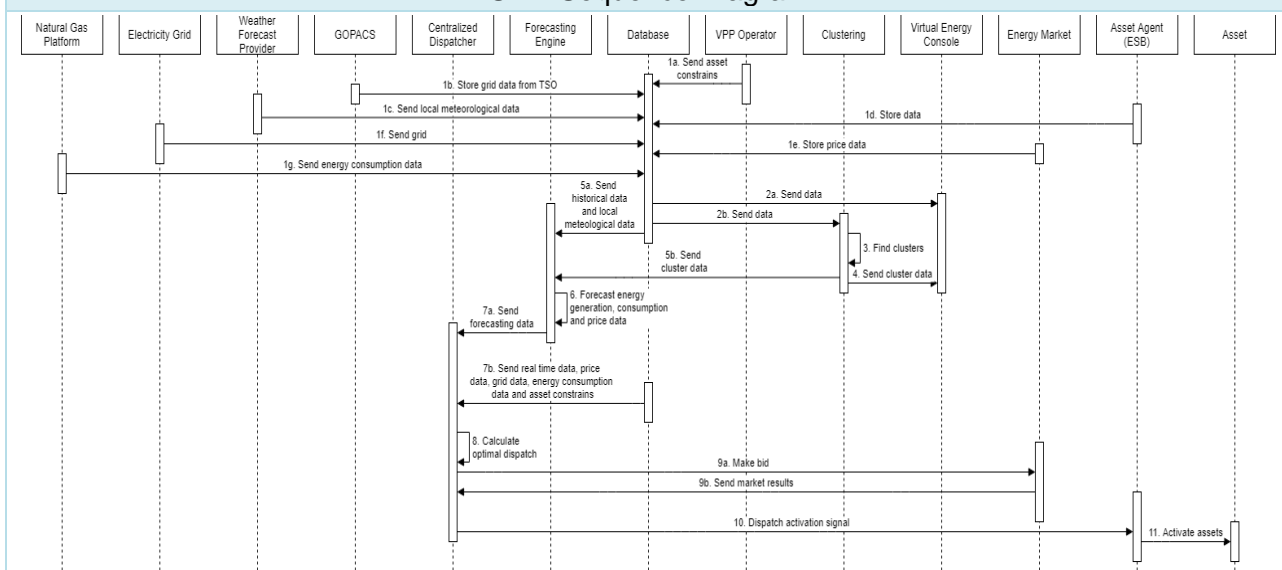 Natural Gas
Platform
Electricity Grid
Weather
Forecast
Provider
GOPACS
Centralized
Dispatcher
Forecasting
Engine
Database
VPP Operator
Clustering
Virtual Energy
Console
Energy Market
Asset Agent
(ESB)
Asset
1a. Send asset
constrains
1b. Store grid data from TSO
1c. Send local meteorological data
1d. Store data
1f. Send grid
1e. Store price data
1g. Send energy consumption data
5a. Send
historical data
and local
meteological data
2a. Send data
2b. Send data
3. Find clusters
5b. Send
cluster data
4. Send cluster data
6. Forecast energy
generation, consumption
and price data
7a. Send
forecasting data
7b. Send real time data, price
data, grid data, energy consumption
data and asset constrains
8. Calculate
optimal dispatch
9a. Make bid
9b. Send market results
10. Dispatch activation signal
11. Activate assets